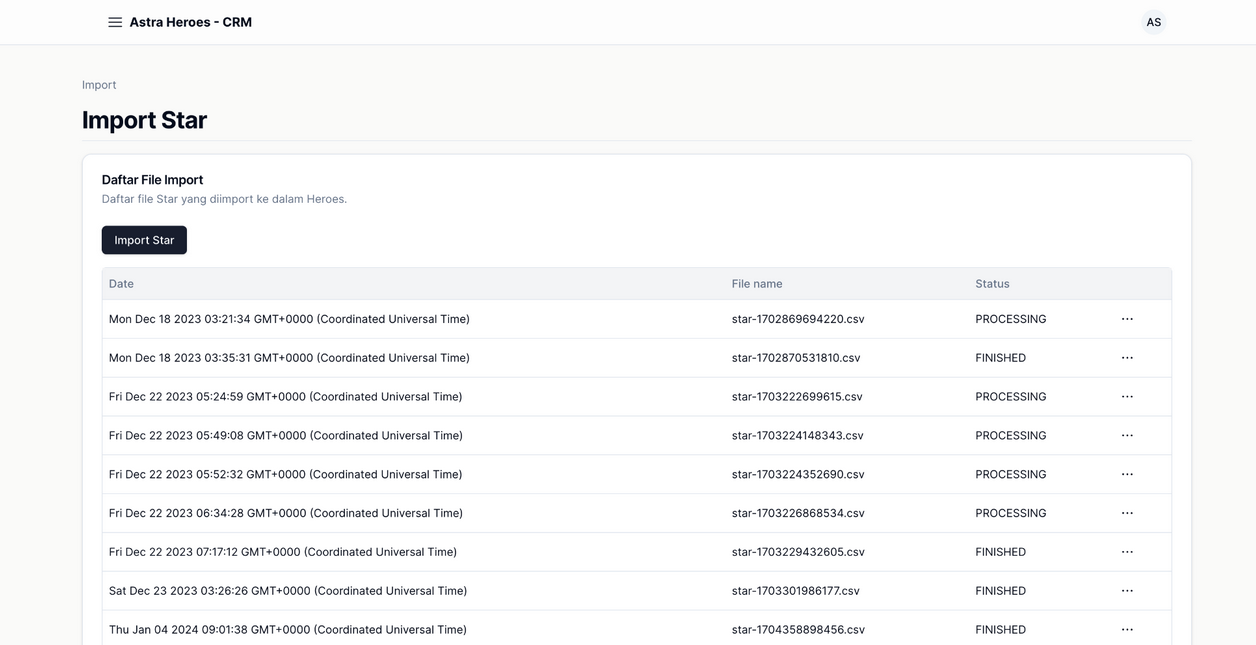 Astra Heroes - CRM
AS
Import
Import Star
Daftar File Import
Daftar file Star yang diimport ke dalam Heroes.
Import Star
Date File name Status
Mon Dec 18 2023 03:21:34 GMT+0000 (Coordinated Universal Time) star-1702869694220.csv PROCESSING ...
Mon Dec 18 2023 03:35:31 GMT+0000 (Coordinated Universal Time) star-1702870531810.csv FINISHED ...
Fri Dec 22 2023 05:24:59 GMT+0000 (Coordinated Universal Time) star-1703222699615.csv PROCESSING ...
Fri Dec 22 2023 05:49:08 GMT+0000 (Coordinated Universal Time) star-1703224148343.csv PROCESSING ...
Fri Dec 22 2023 05:52:32 GMT+0000 (Coordinated Universal Time) star-1703224352690.csv PROCESSING ...
Fri Dec 22 2023 06:34:28 GMT+0000 (Coordinated Universal Time) star-1703226868534.csv PROCESSING ...
Fri Dec 22 2023 07:17:12 GMT+0000 (Coordinated Universal Time) star-1703229432605.csv FINISHED ...
Sat Dec 23 2023 03:26:26 GMT+0000 (Coordinated Universal Time) star-1703301986177.csv FINISHED ...
Thu Jan 04 2024 09:01:38 GMT+0000 (Coordinated Universal Time) star-1704358898456.csv FINISHED ...